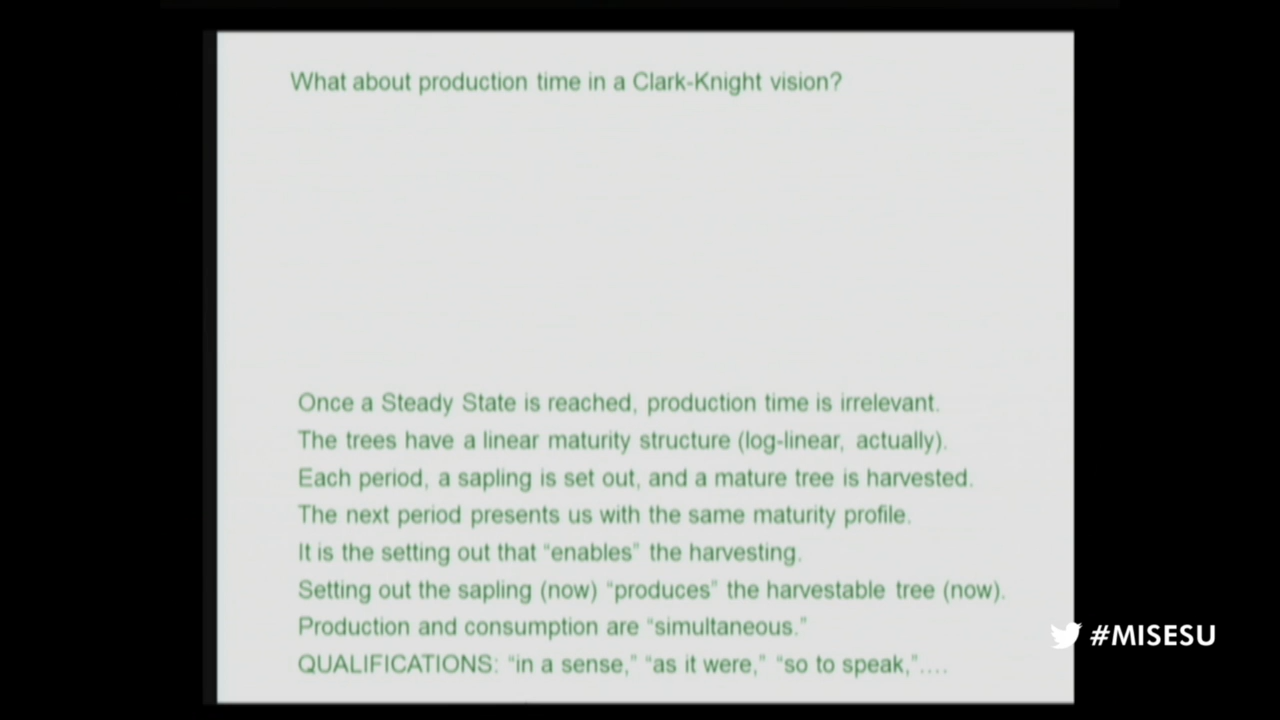 What about production time in a Clark-Knight vision?
Once a Steady State is reached, production time is irrelevant.
The trees have a linear maturity structure (log-linear, actually).
Each period, a sapling is set out, and a mature tree is harvested.
The next period presents us with the same maturity profile.
It is the setting out that “enables” the harvesting.
Setting out the sapling (now) “produces” the harvestable tree (now).
Production and consumption are “simultaneous.”
QUALIFICATIONS: “in a sense,” “as it were,” “so to speak,”....
#MISESU